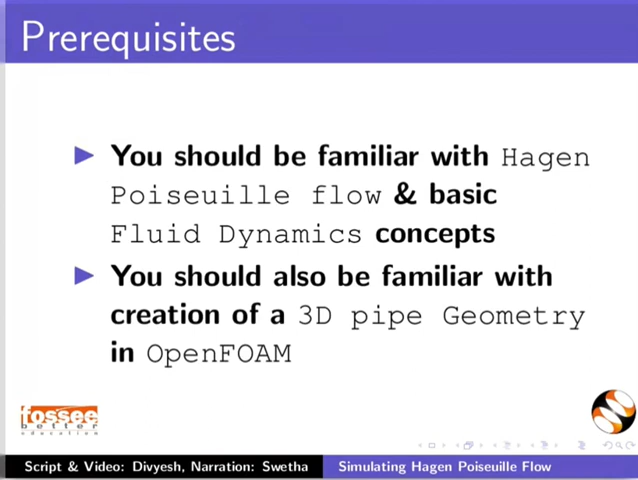 Prerequisites
You should be familiar with Hagen
Poiseuille flow & basic
Fluid Dynamics concepts
You should also be familiar with
creation of a 3D pipe Geometry
in OpenFOAM
fossee
better
education
Script & Video: Divyesh, Narration: Swetha Simulating Hagen Poiseuille Flow